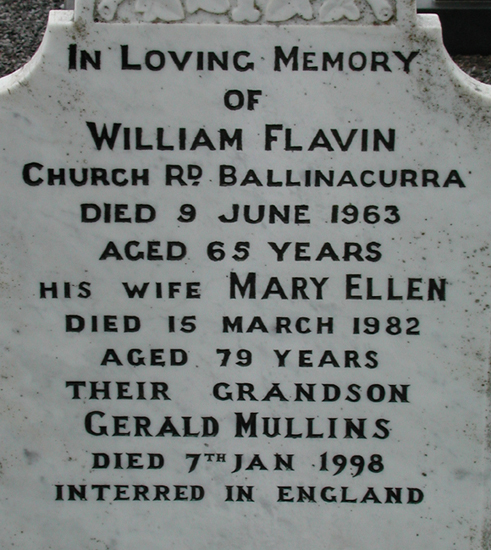 In Loving Memory
of
William Flavin
Church Rd. Ballinacurra
died 9 June 1963
aged 65 years
his wife Mary Ellen
died 15 March 1982
aged 79 years
their grandson
Gerald Mullins
died 7th Jan 1998
interred in England